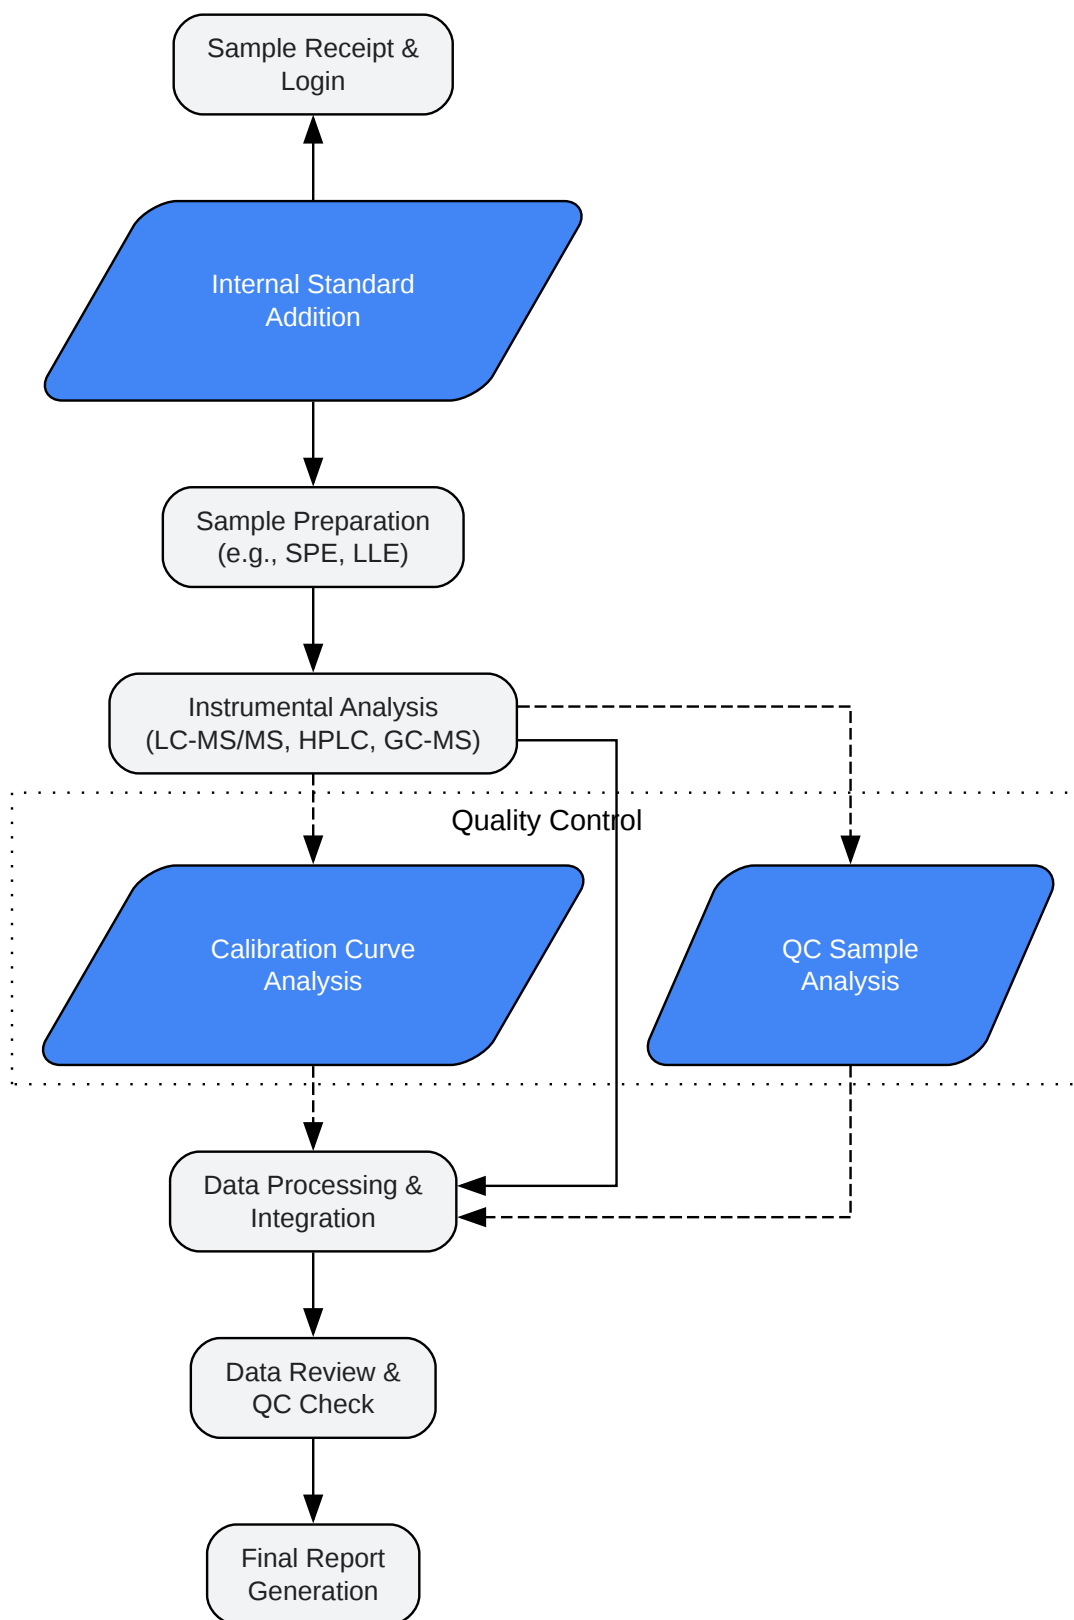 Sample Receipt &
Login
Internal Standard
Addition
Sample Preparation
(e.g., SPE, LLE)
Instrumental Analysis
(LC-MS/MS, HPLC, GC-MS)
Quality Control
Calibration Curve
Analysis
QC Sample
Analysis
Data Processing &
Integration
Data Review &
QC Check
Final Report
Generation